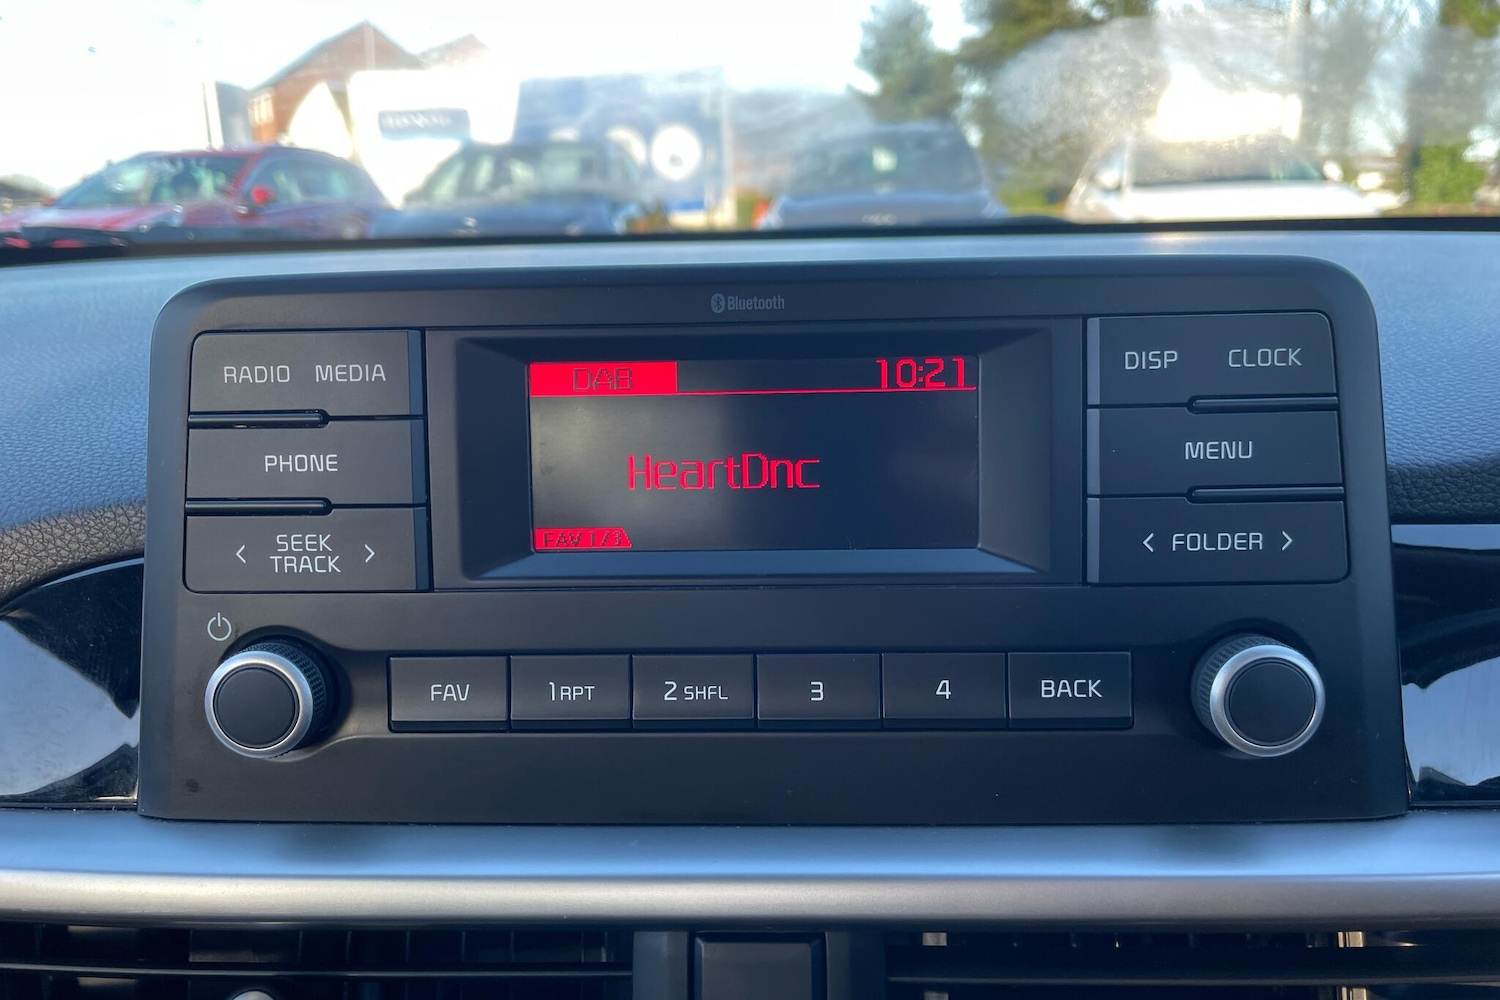 Bluetooth
RADIO MEDIA
DAB 10:21
DISP CLOCK
PHONE
HeartDnc
MENU
< SEEK TRACK >
FAV 1/3
< FOLDER >
FAV
1 RPT
2 SHFL
3
4
BACK